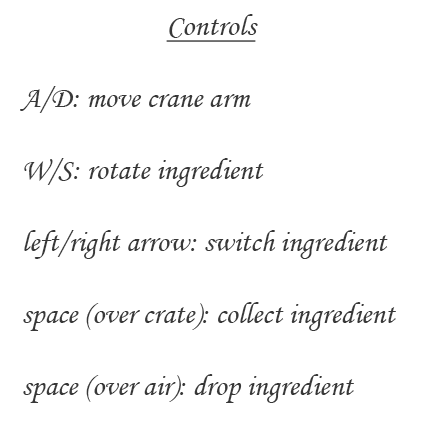 Controls
A/D: move crane arm
W/S: rotate ingredient
left/right arrow: switch ingredient
space (over crate): collect ingredient
space (over air): drop ingredient